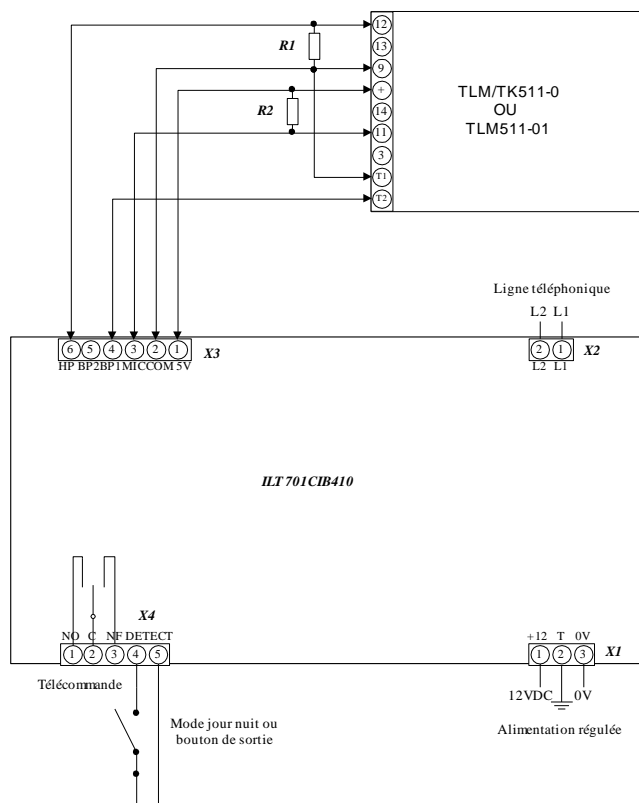 12
13
9
+
14
11
3
T1
T2
R1
R2
TLM/TK511-0
OU
TLM511-01
Ligne téléphonique
L2 L1
6 5 4 3 2 1 X3
HP BP2 BP1 MIC COM 5V
2 1 X2
L2 L1
ILT701CIB410
X4
NO C NF DETECT
1 2 3 4 5
+12 T 0V X1
1 2 3
Télécommande
12VDC 0V
Mode jour nuit ou
bouton de sortie
Alimentation régulée